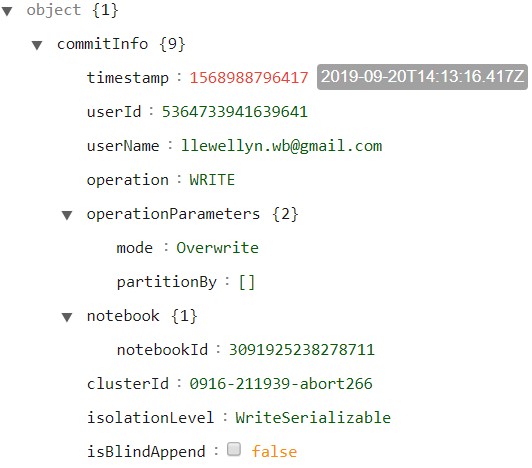 object {1}
commitInfo {9}
timestamp : 1568988796417 2019-09-20T14:13:16.417Z
userId : 5364733941639641
userName : llewellyn.wb@gmail.com
operation : WRITE
operationParameters {2}
mode : Overwrite
partitionBy : []
notebook {1}
notebookId : 3091925238278711
clusterId : 0916-211939-abort266
isolationLevel : WriteSerializable
isBlindAppend : false